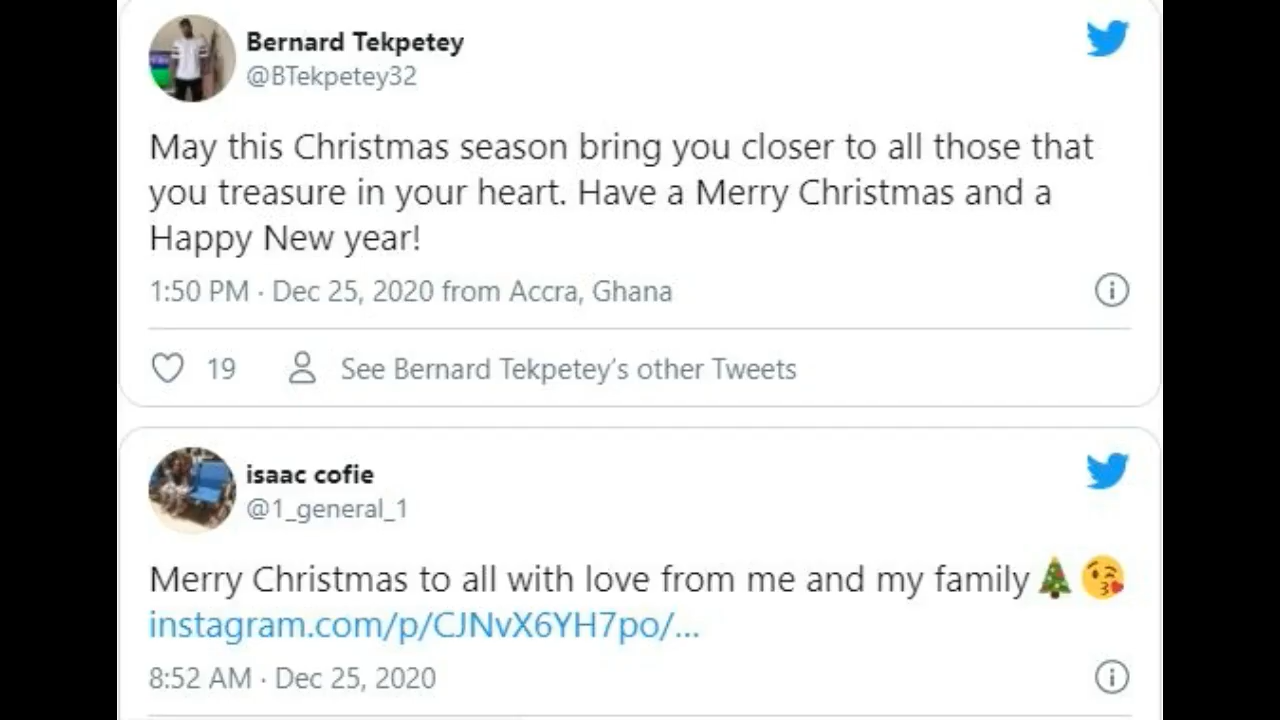 Bernard Tekpetey
@BTekpetey32
May this Christmas season bring you closer to all those that
you treasure in your heart. Have a Merry Christmas and a
Happy New year!
1:50 PM · Dec 25, 2020 from Accra, Ghana
19 See Bernard Tekpetey’s other Tweets
isaac cofie
@1_general_1
Merry Christmas to all with love from me and my family🎄😘
instagram.com/p/CJNvX6YH7po/...
8:52 AM · Dec 25, 2020